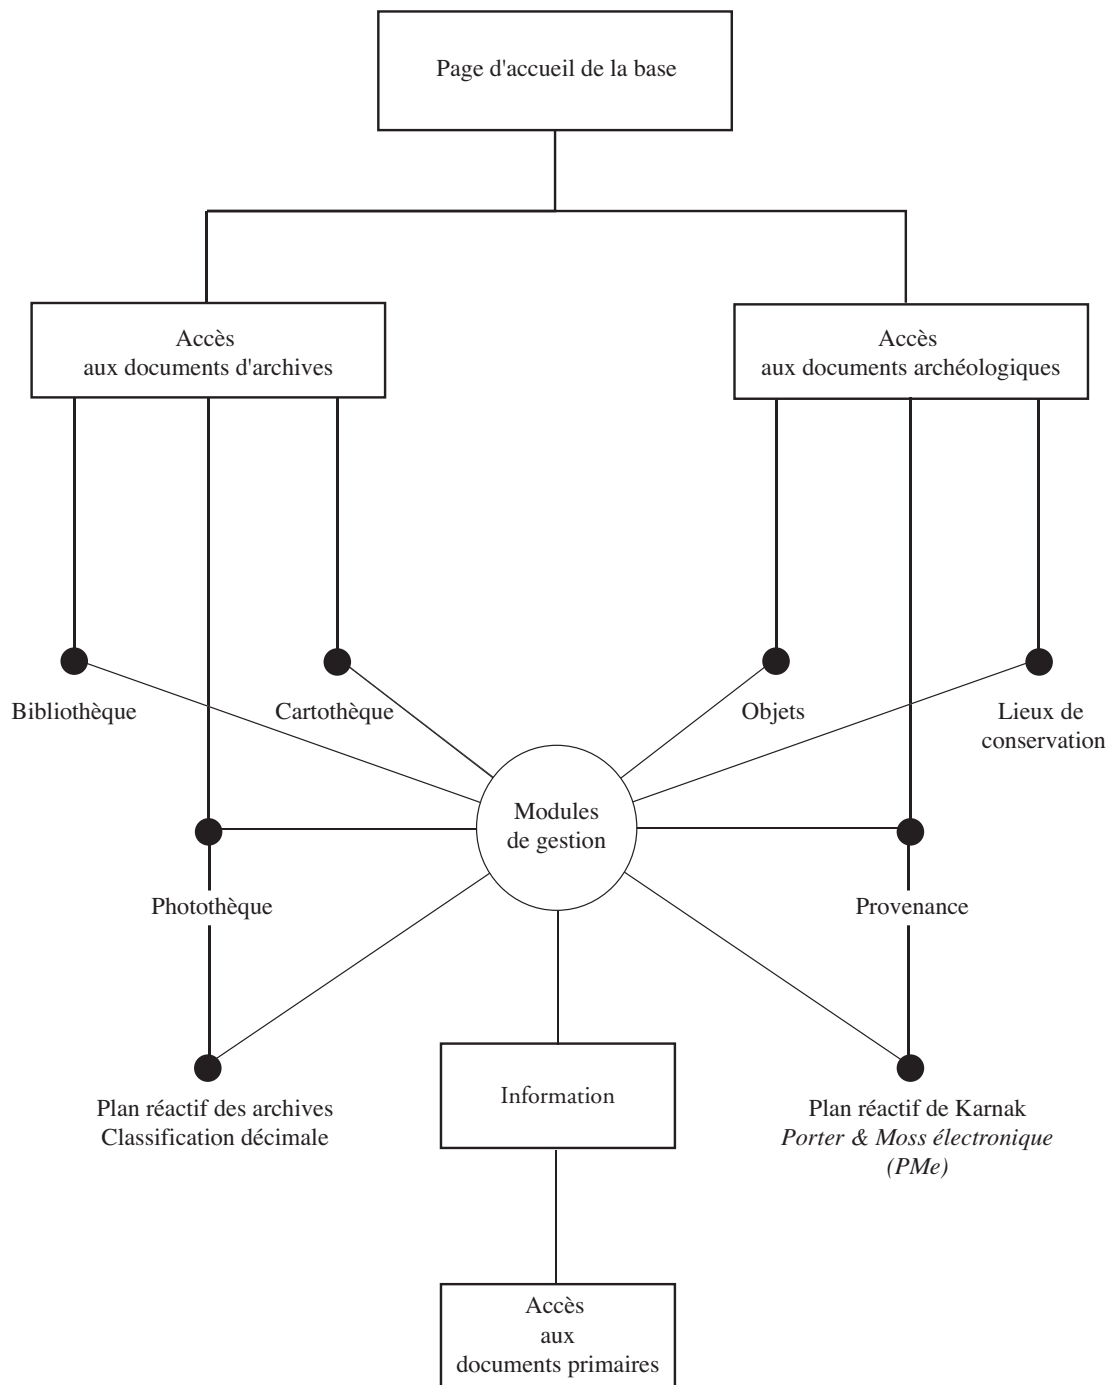 Page d'accueil de la base
Accès
aux documents d'archives
Accès
aux documents archéologiques
Bibliothèque
Cartothèque
Objets
Lieux de
conservation
Modules
de gestion
Photothèque
Provenance
Information
Plan réactif des archives
Classification décimale
Plan réactif de Karnak
Porter & Moss électronique
(PMe)
Accès
aux
documents primaires